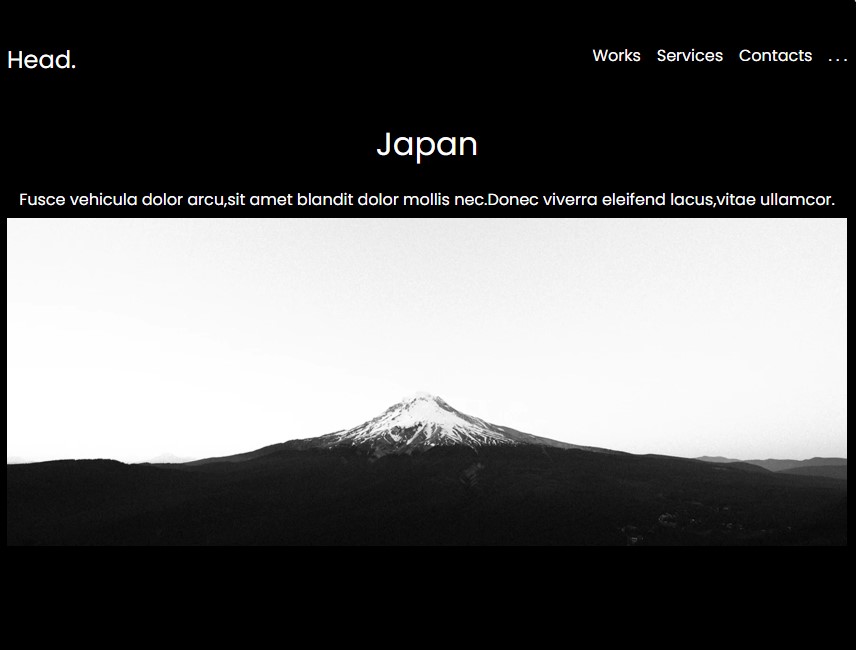 Head.
Works Services Contacts ...
Japan
Fusce vehicula dolor arcu,sit amet blandit dolor mollis nec.Donec viverra eleifend lacus,vitae ullamcor.